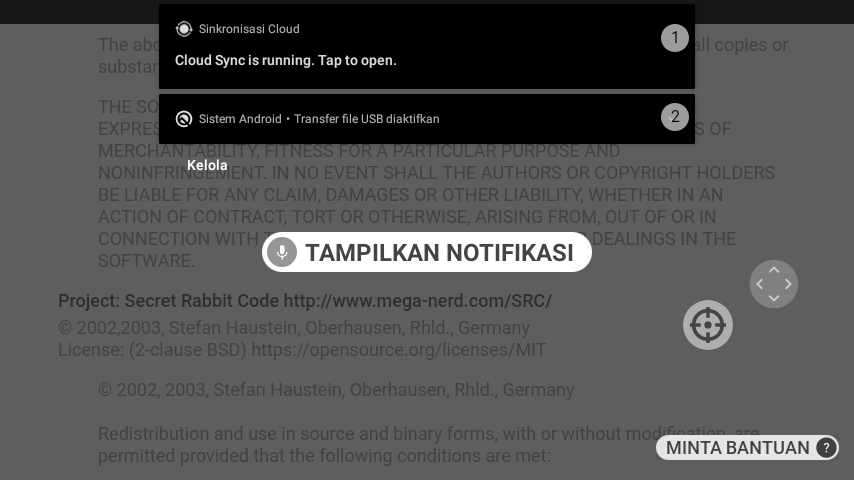 Sinkronisasi Cloud
1
Cloud Sync is running. Tap to open.
The abo
all copies or
substan
Sistem Android • Transfer file USB diaktifkan
2
THE SO
EXPRES
S OF
MERCHANTABILITY, FITNESS FOR A PARTICULAR PURPOSE AND
Kelola
NONINFRINGEMENT. IN NO EVENT SHALL THE AUTHORS OR COPYRIGHT HOLDERS
BE LIABLE FOR ANY CLAIM, DAMAGES OR OTHER LIABILITY, WHETHER IN AN
ACTION OF CONTRACT, TORT OR OTHERWISE, ARISING FROM, OUT OF OR IN
CONNECTION WITH
DEALINGS IN THE
TAMPILKAN NOTIFIKASI
SOFTWARE.
Project: Secret Rabbit Code http://www.mega-nerd.com/SRC/
© 2002,2003, Stefan Haustein, Oberhausen, Rhld., Germany
License: (2-clause BSD) https://opensource.org/licenses/MIT
© 2002, 2003, Stefan Haustein, Oberhausen, Rhld., Germany
Redistribution and use in source and binary forms, with or without modification, are
permitted provided that the following conditions are met:
MINTA BANTUAN ?